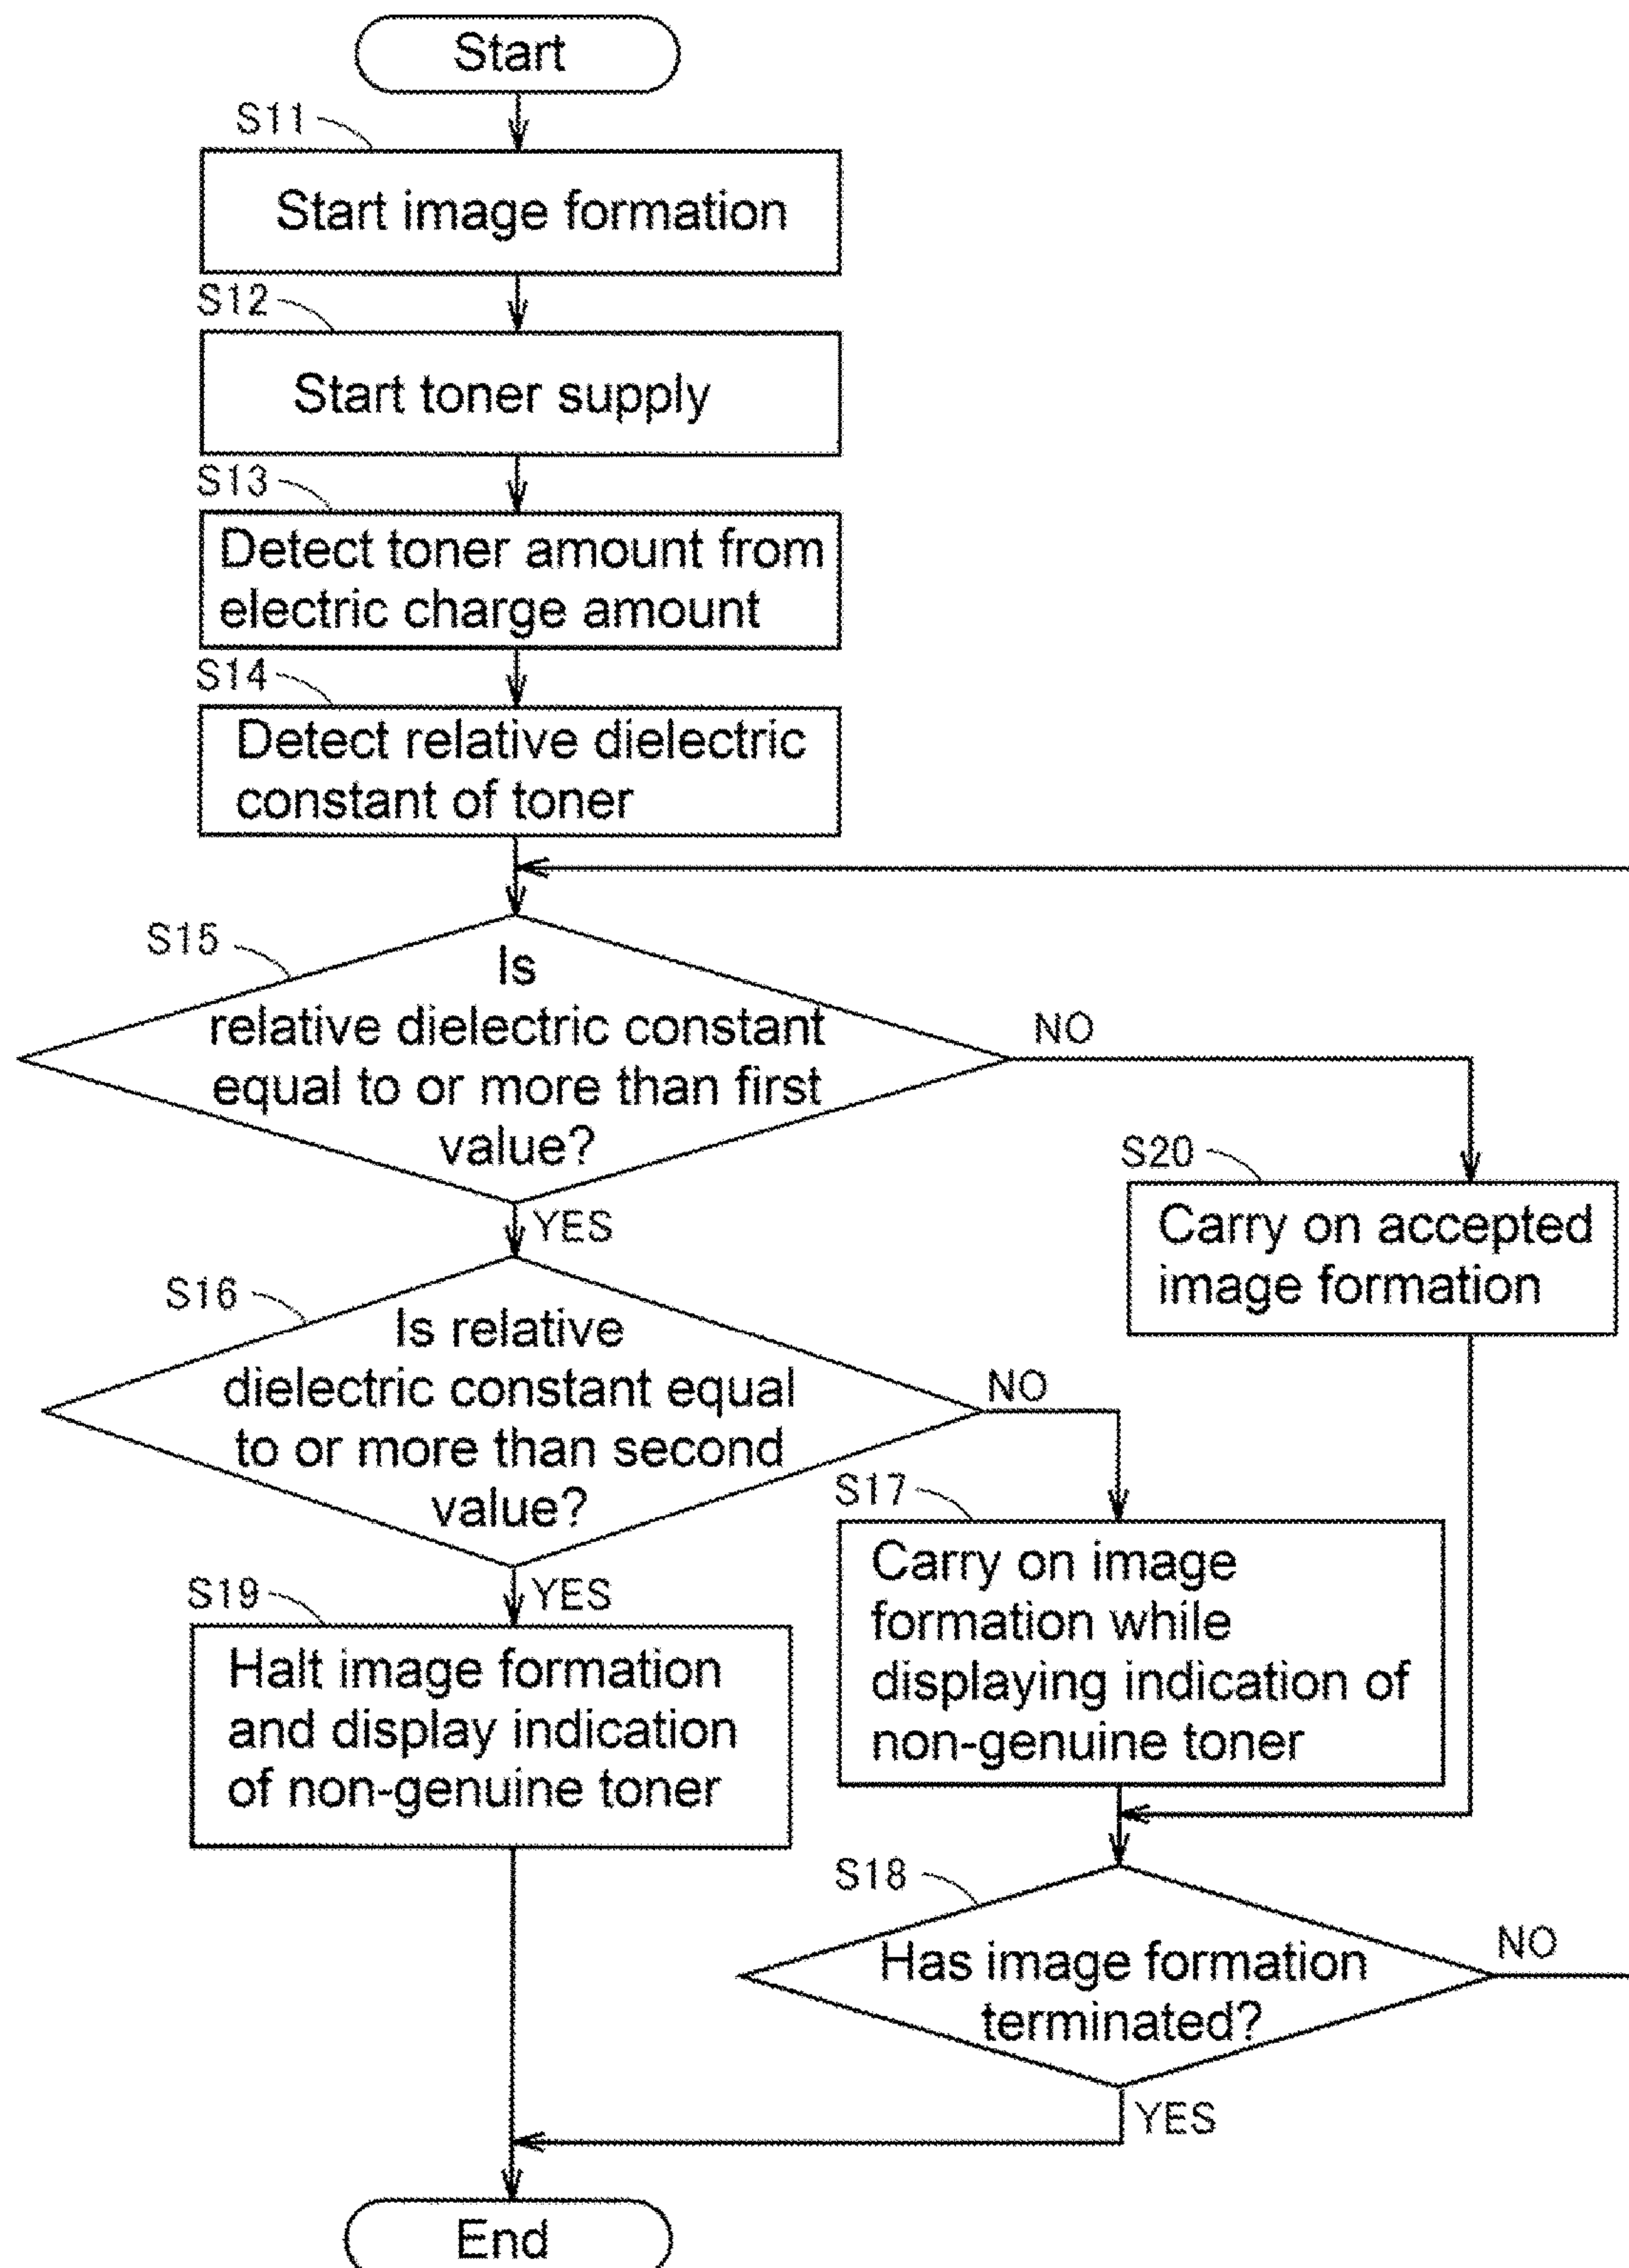 Start
S11
Start image formation
S12
Start toner supply
S13
Detect toner amount from
electric charge amount
S14
Detect relative dielectric
constant of toner
S15
Is
relative dielectric constant
equal to or more than first
value?
NO
YES
S20
Carry on accepted
image formation
S16
Is relative
dielectric constant equal
to or more than second
value?
NO
YES
S17
Carry on image
formation while
displaying indication of
non-genuine toner
S19
Halt image formation
and display indication
of non-genuine toner
S18
Has image formation
terminated?
NO
YES
End